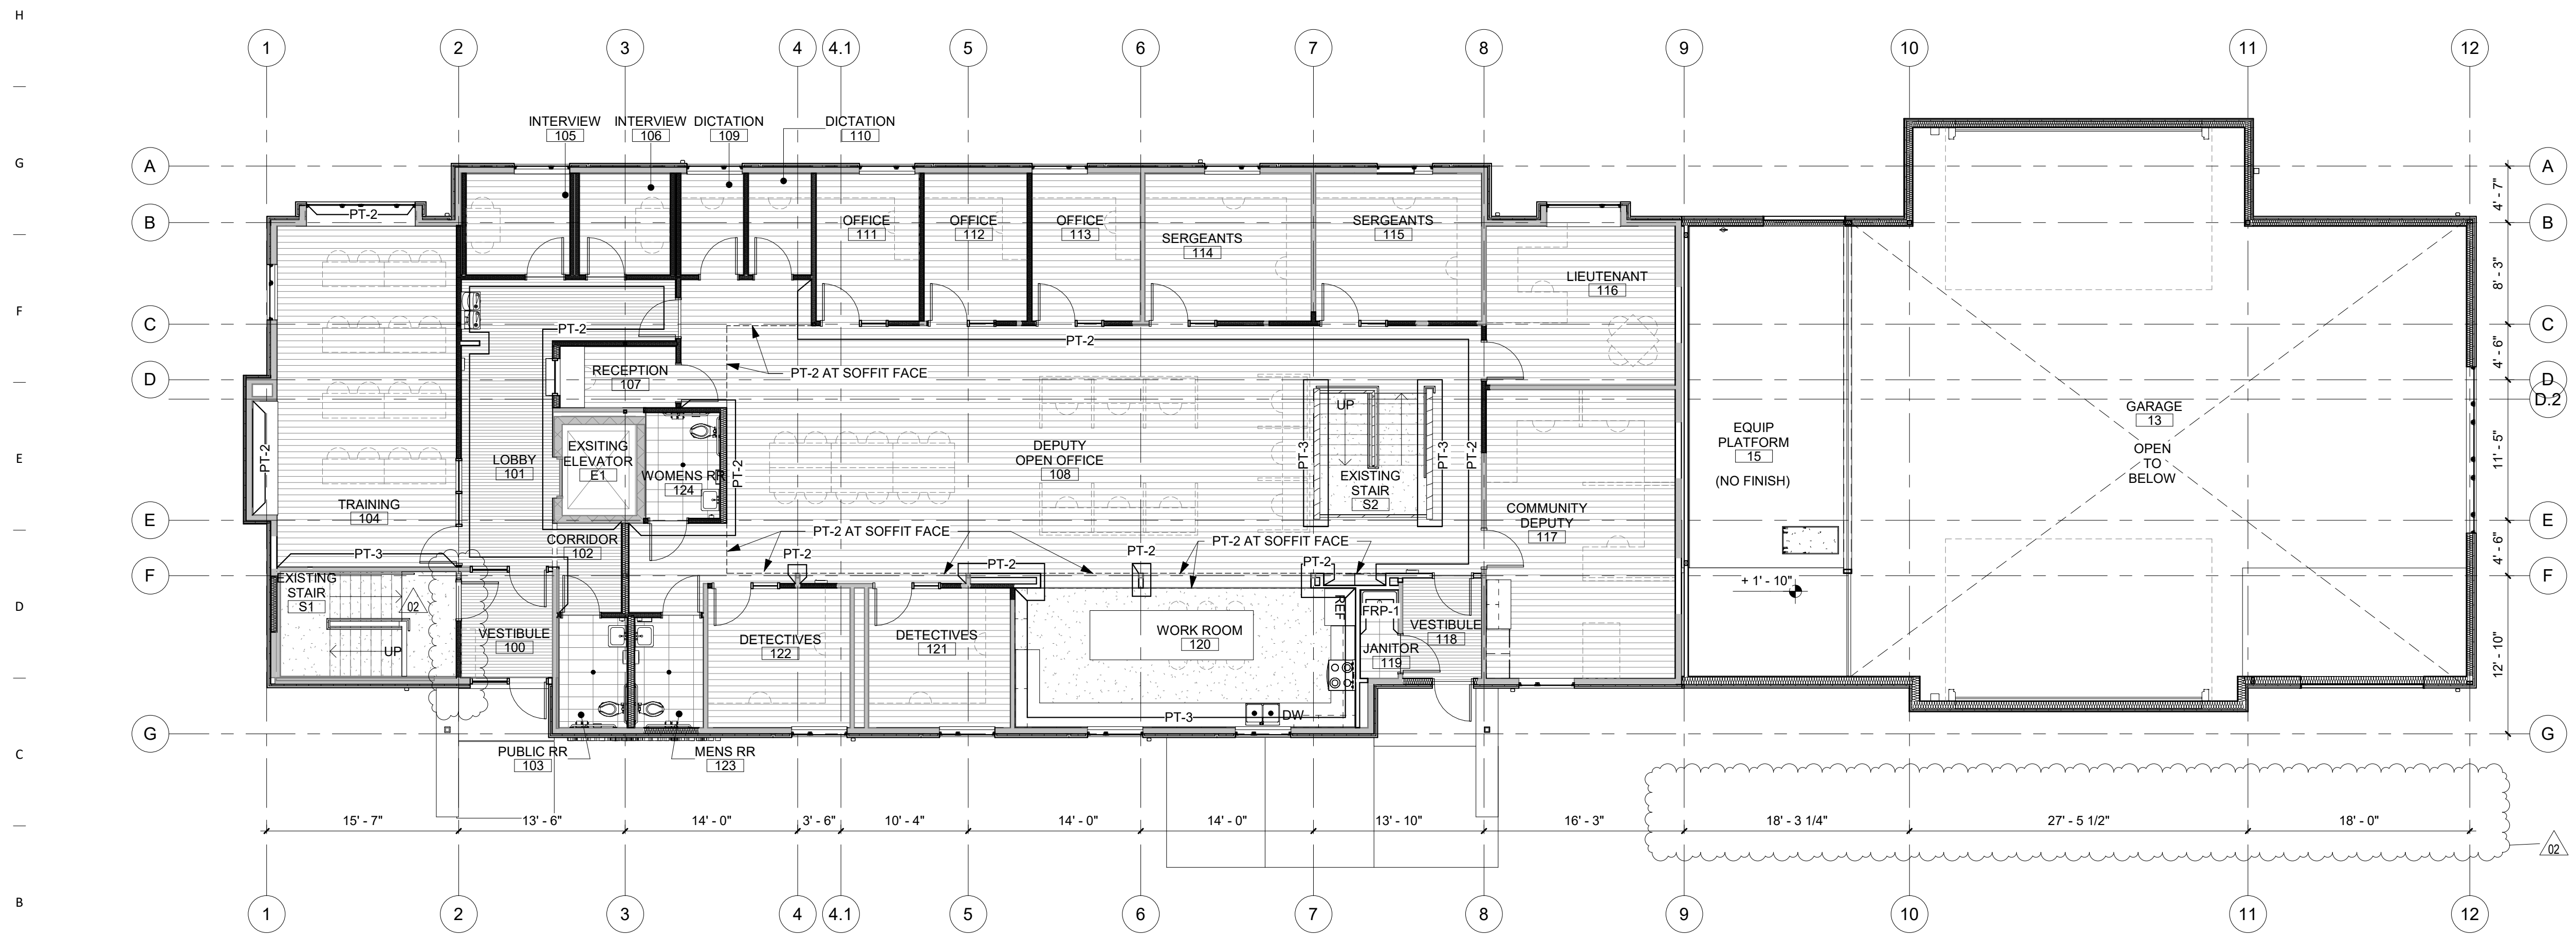 H
1
2
3
4
4.1
5
6
7
8
9
10
11
12
INTERVIEW
105
INTERVIEW
106
DICTATION
109
DICTATION
110
G
A
A
4' - 7"
B
PT-2
OFFICE
111
OFFICE
112
OFFICE
113
SERGEANTS
114
SERGEANTS
115
B
8' - 3"
LIEUTENANT
116
F
C
PT-2
PT-2
C
4' - 6"
D
RECEPTION
107
PT-2 AT SOFFIT FACE
D
D.2
UP
GARAGE
13
OPEN
TO
BELOW
EQUIP
PLATFORM
15
(NO FINISH)
E
PT-2
LOBBY
101
EXSITING
ELEVATOR
E1
WOMENS RR
124
PT-2
DEPUTY
OPEN OFFICE
108
PT-3
EXISTING
STAIR
S2
PT-3
PT-2
11' - 5"
TRAINING
104
COMMUNITY
DEPUTY
117
E
CORRIDOR
102
PT-2 AT SOFFIT FACE
PT-2 AT SOFFIT FACE
E
4' - 6"
PT-3
PT-2
PT-2
PT-2
PT-2
F
EXISTING
STAIR
S1
02
+ 1' - 10"
F
D
UP
VESTIBULE
100
DETECTIVES
122
DETECTIVES
121
WORK ROOM
120
REF
FRP-1
JANITOR
119
VESTIBULE
118
12' - 10"
PT-3
DW
G
PUBLIC RR
103
MENS RR
123
G
C
15' - 7"
13' - 6"
14' - 0"
3' - 6"
10' - 4"
14' - 0"
14' - 0"
13' - 10"
16' - 3"
18' - 3 1/4"
27' - 5 1/2"
18' - 0"
02
B
1
2
3
4
4.1
5
6
7
8
9
10
11
12